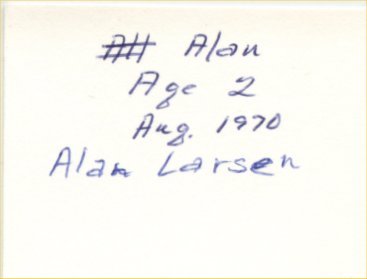 Alan
Age 2
Aug. 1970
Alan Larsen